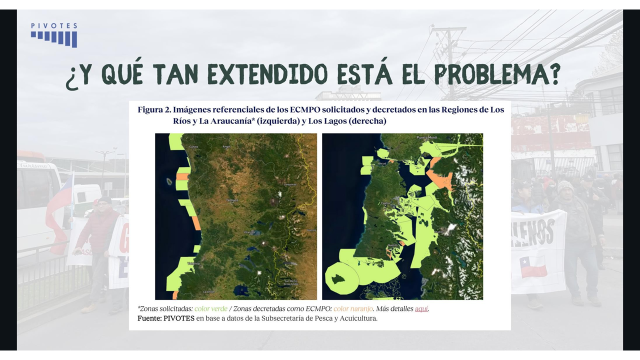 PIVOTES
¿Y QUÉ TAN EXTENDIDO ESTÁ EL PROBLEMA?
Figura 2. Imágenes referenciales de los ECMPO solicitados y decretados en las Regiones de Los
Ríos y La Araucanía* (izquierda) y Los Lagos (derecha)
*Zonas solicitadas: color verde / Zonas decretadas como ECMPO: color naranjo. Más detalles aquí.
Fuente: PIVOTES en base a datos de la Subsecretaría de Pesca y Acuicultura.